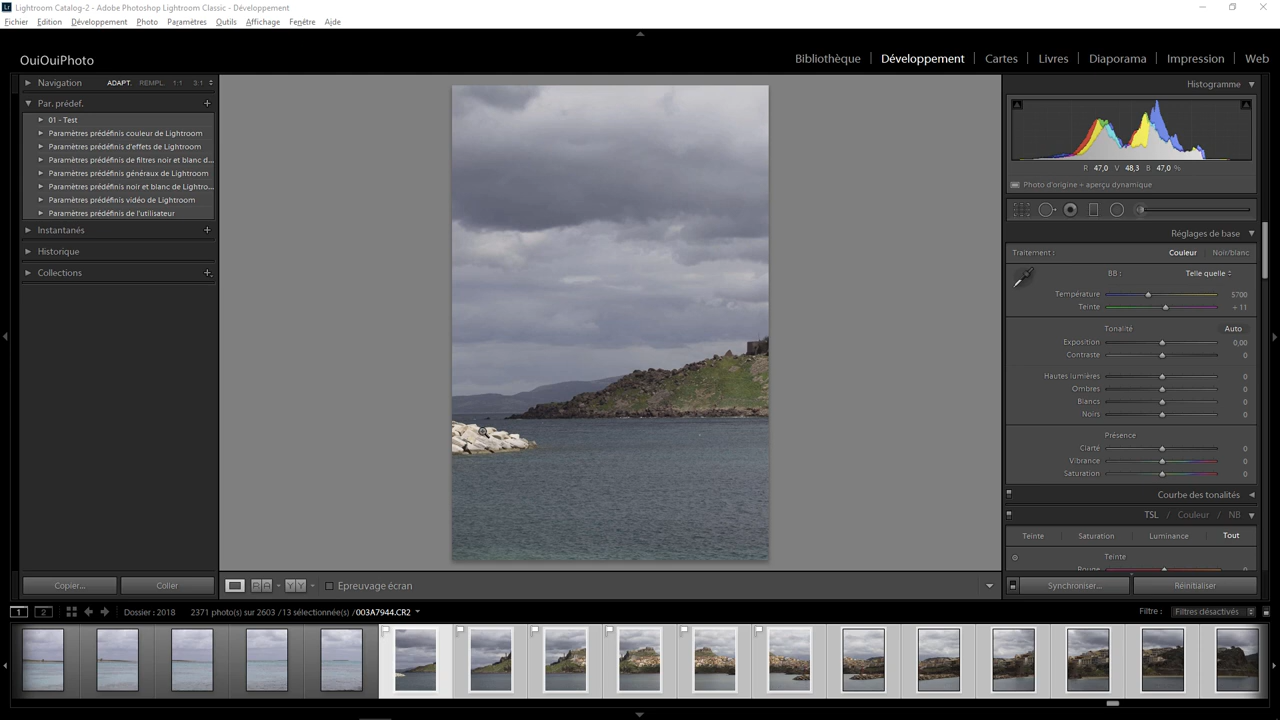 Lightroom Catalog-2 - Adobe Photoshop Lightroom Classic - Développement
Fichier Edition Développement Photo Paramètres Outils Affichage Fenêtre Aide
OuiOuiPhoto
Bibliothèque Développement Cartes Livres Diaporama Impression Web
Navigation ADAPT. REMPL. 1:1 3:1
Par. prédef.
01 - Test
Paramètres prédéfinis couleur de Lightroom
Paramètres prédéfinis d'effets de Lightroom
Paramètres prédéfinis de filtres noir et blanc d...
Paramètres prédéfinis généraux de Lightroom
Paramètres prédéfinis noir et blanc de Lightro...
Paramètres prédéfinis vidéo de Lightroom
Paramètres prédéfinis de l'utilisateur
Instantanés
Historique
Collections
Copier... Coller
Epreuvage écran
Histogramme
R 47,0 V 48,3 B 47,0 %
Photo d'origine + aperçu dynamique
Réglages de base
Traitement : Couleur Noir/blanc
BB : Telle quelle
Température 5700
Teinte + 11
Tonalité Auto
Exposition 0,00
Contraste 0
Hautes lumières 0
Ombres 0
Blancs 0
Noirs 0
Présence
Clarté 0
Vibrance 0
Saturation 0
Courbe des tonalités
TSL / Couleur / NB
Teinte Saturation Luminance Tout
Teinte
Rouge
Synchroniser... Réinitialiser
1 2 Dossier : 2018 2371 photo(s) sur 2603 /13 sélectionnée(s) /003A7944.CR2
Filtre : Filtres désactivés